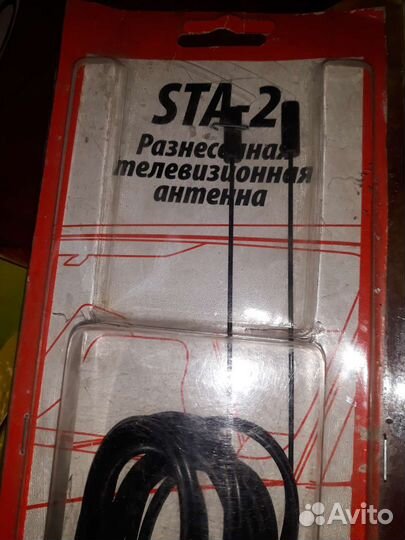 STA-2
Разнесенная
телевизионная
антенна
Avito